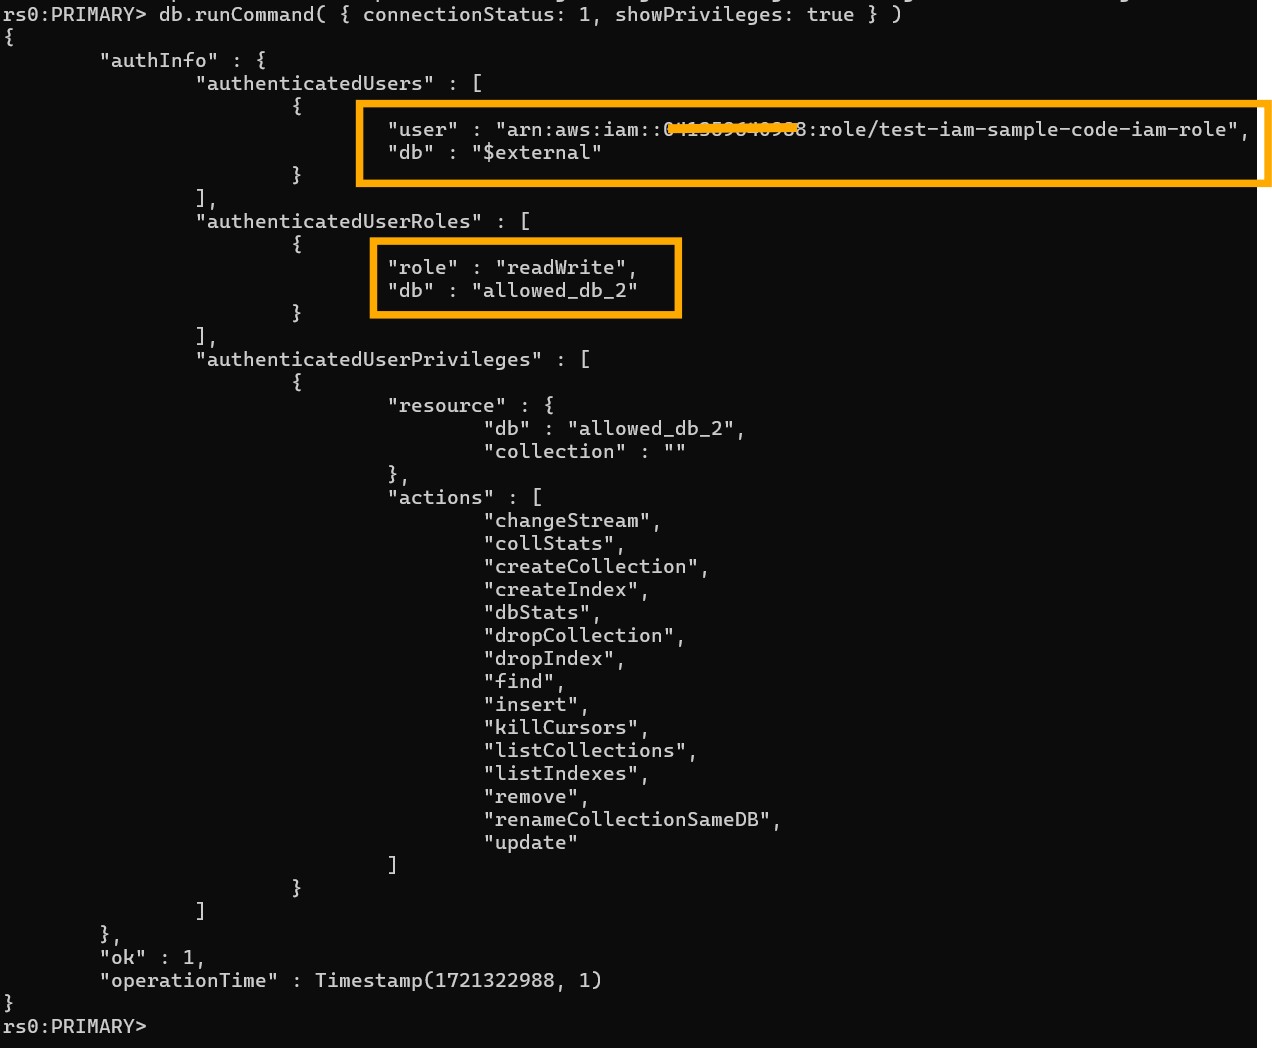 rs0:PRIMARY> db.runCommand( { connectionStatus: 1, showPrivileges: true } )
{
"authInfo" : {
"authenticatedUsers" : [
{
"user" : "arn:aws:iam:::role/test-iam-sample-code-iam-role",
"db" : "$external"
}
],
"authenticatedUserRoles" : [
{
"role" : "readWrite",
"db" : "allowed_db_2"
}
],
"authenticatedUserPrivileges" : [
{
"resource" : {
"db" : "allowed_db_2",
"collection" : ""
},
"actions" : [
"changeStream",
"collStats",
"createCollection",
"createIndex",
"dbStats",
"dropCollection",
"dropIndex",
"find",
"insert",
"killCursors",
"listCollections",
"listIndexes",
"remove",
"renameCollectionSameDB",
"update"
]
}
]
},
"ok" : 1,
"operationTime" : Timestamp(1721322988, 1)
}
rs0:PRIMARY>